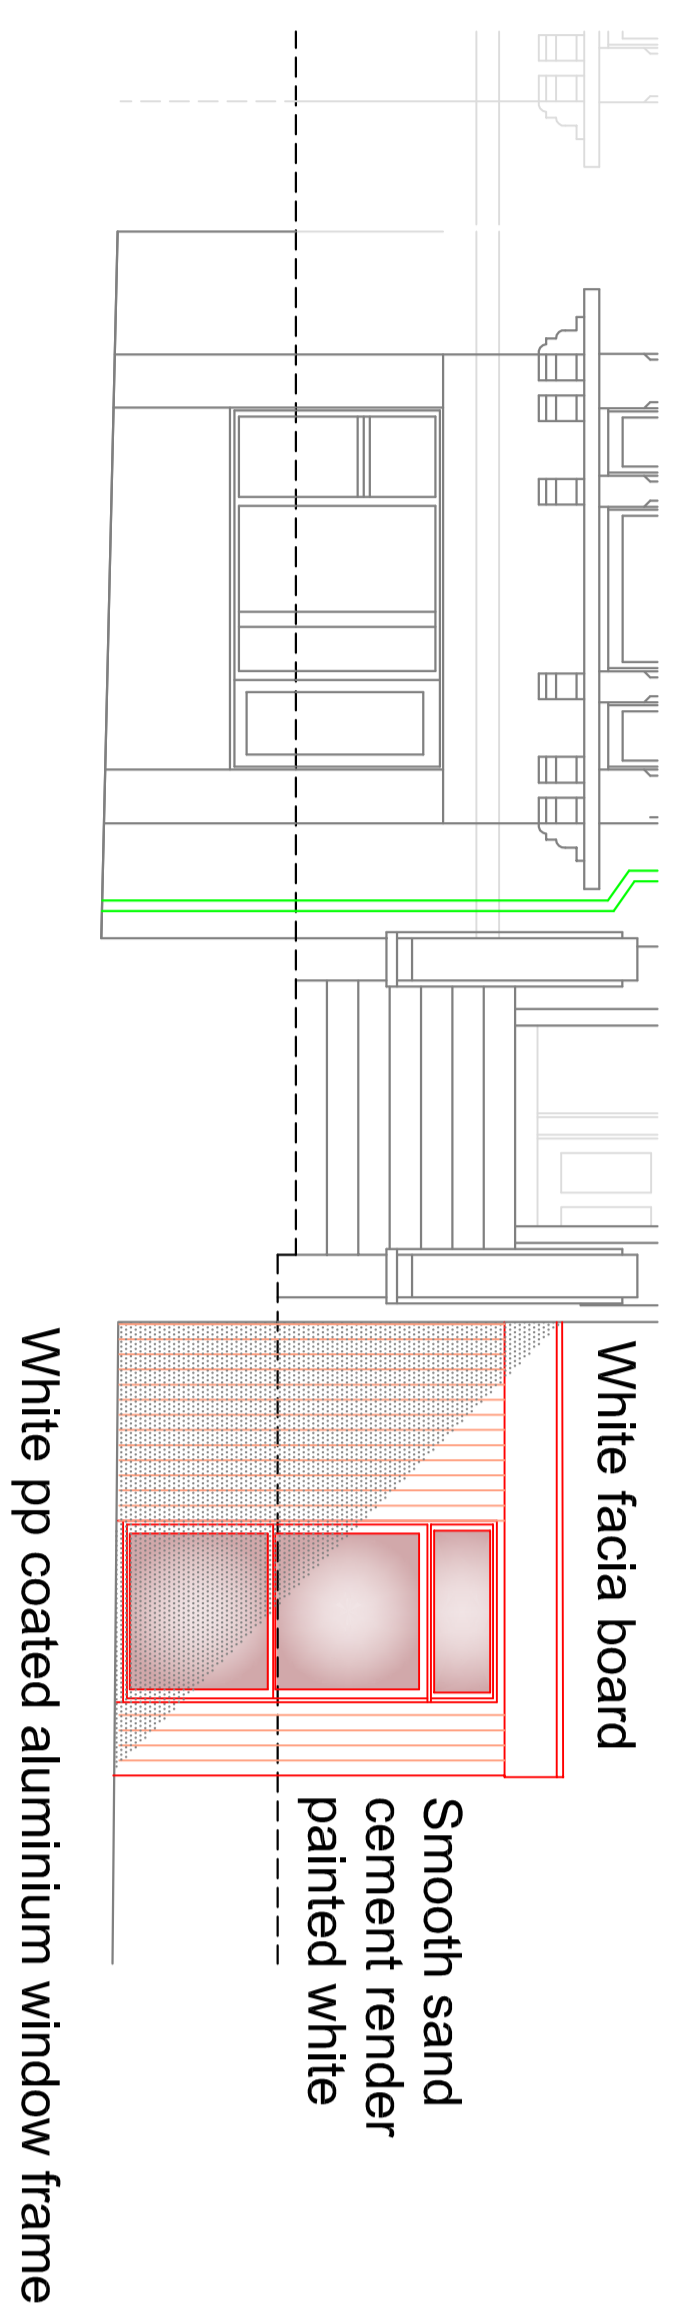 White facia board
Smooth sand
cement render
painted white
White pp coated aluminium window frame